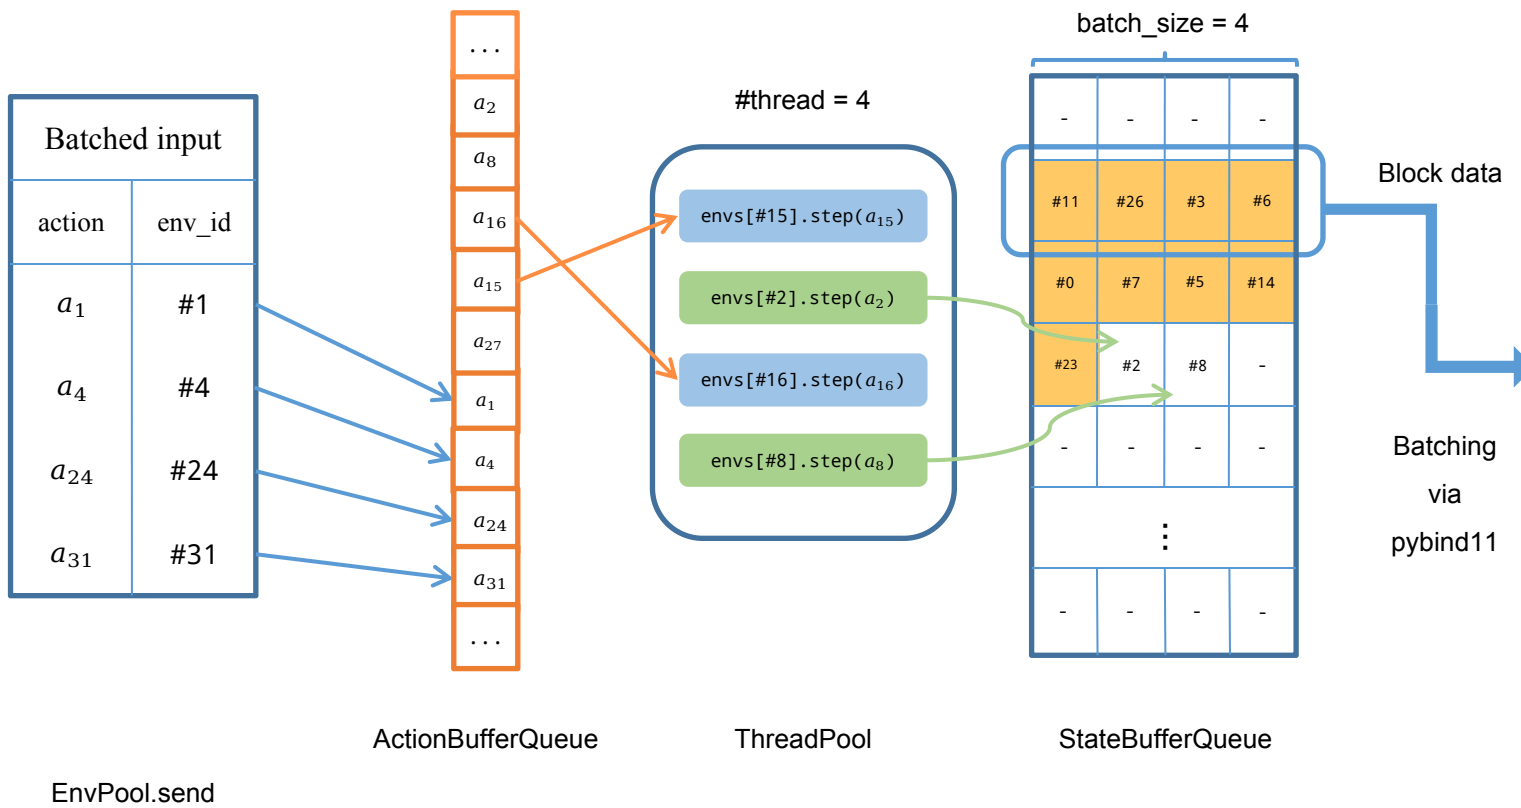 batch_size = 4
#thread = 4
Batched input
action env_id
a₁ #1
a₄ #4
a₂₄ #24
a₃₁ #31
...
a₂
a₈
a₁₆
a₁₅
a₂₇
a₁
a₄
a₂₄
a₃₁
...
envs[#15].step(a₁₅)
envs[#2].step(a₂)
envs[#16].step(a₁₆)
envs[#8].step(a₈)
- - - -
#11 #26 #3 #6
#0 #7 #5 #14
#23 #2 #8 -
- - - -
⋮
- - - -
Block data
Batching
via
pybind11
ActionBufferQueue
ThreadPool
StateBufferQueue
EnvPool.send